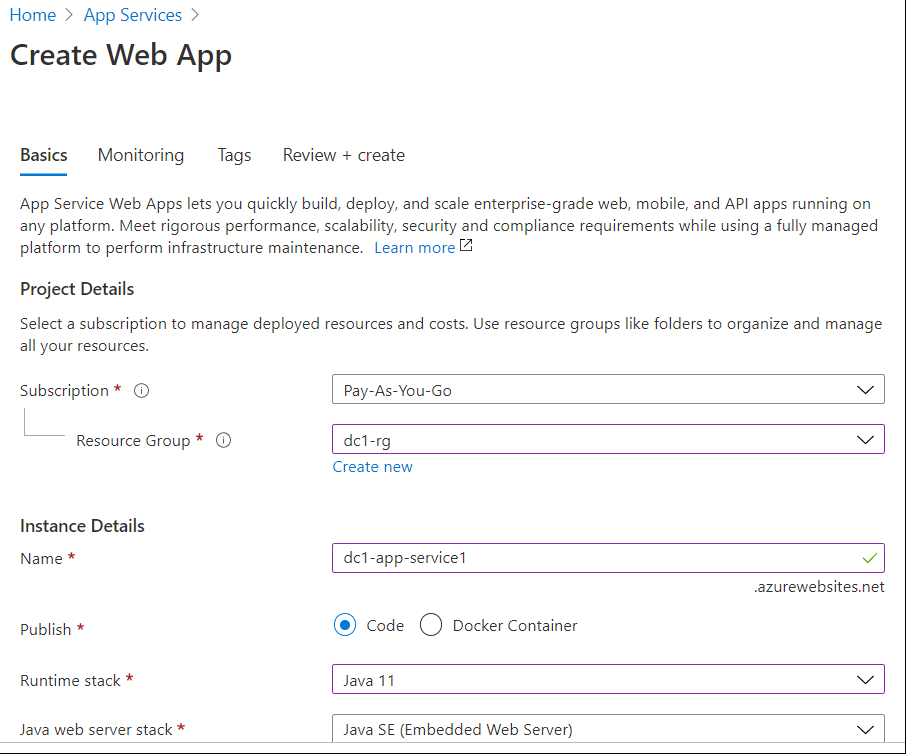 Home > App Services >
Create Web App
Basics Monitoring Tags Review + create
App Service Web Apps lets you quickly build, deploy, and scale enterprise-grade web, mobile, and API apps running on
any platform. Meet rigorous performance, scalability, security and compliance requirements while using a fully managed
platform to perform infrastructure maintenance. Learn more
Project Details
Select a subscription to manage deployed resources and costs. Use resource groups like folders to organize and manage
all your resources.
Subscription * Pay-As-You-Go
Resource Group * dc1-rg
Create new
Instance Details
Name * dc1-app-service1
.azurewebsites.net
Publish * Code Docker Container
Runtime stack * Java 11
Java web server stack * Java SE (Embedded Web Server)